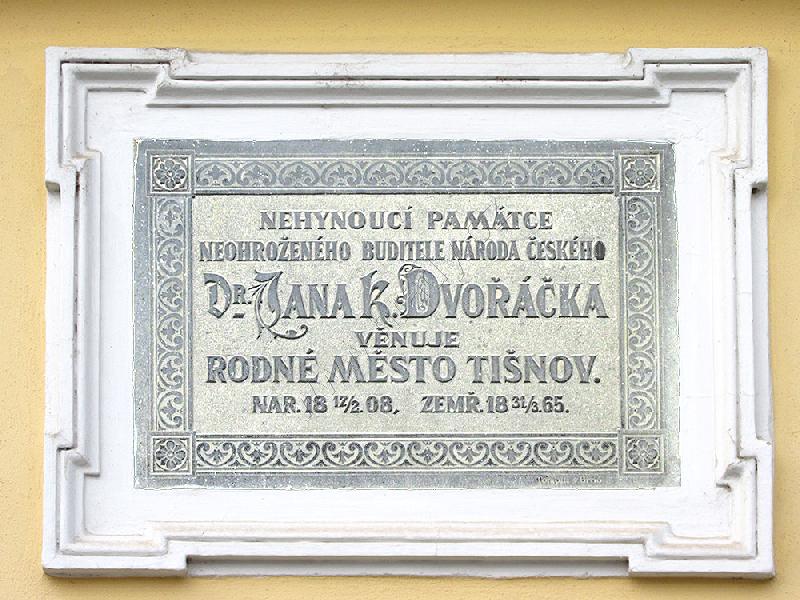 NEHYNOUCÍ PAMÁTCE
NEOHROŽENÉHO BUDITELE NÁRODA ČESKÉHO
DR. JANA K. DVOŘÁČKA
VĚNUJE
RODNÉ MĚSTO TIŠNOV.
NAR. 18 12/2. 08, ZEMŘ. 18 31/8. 65.